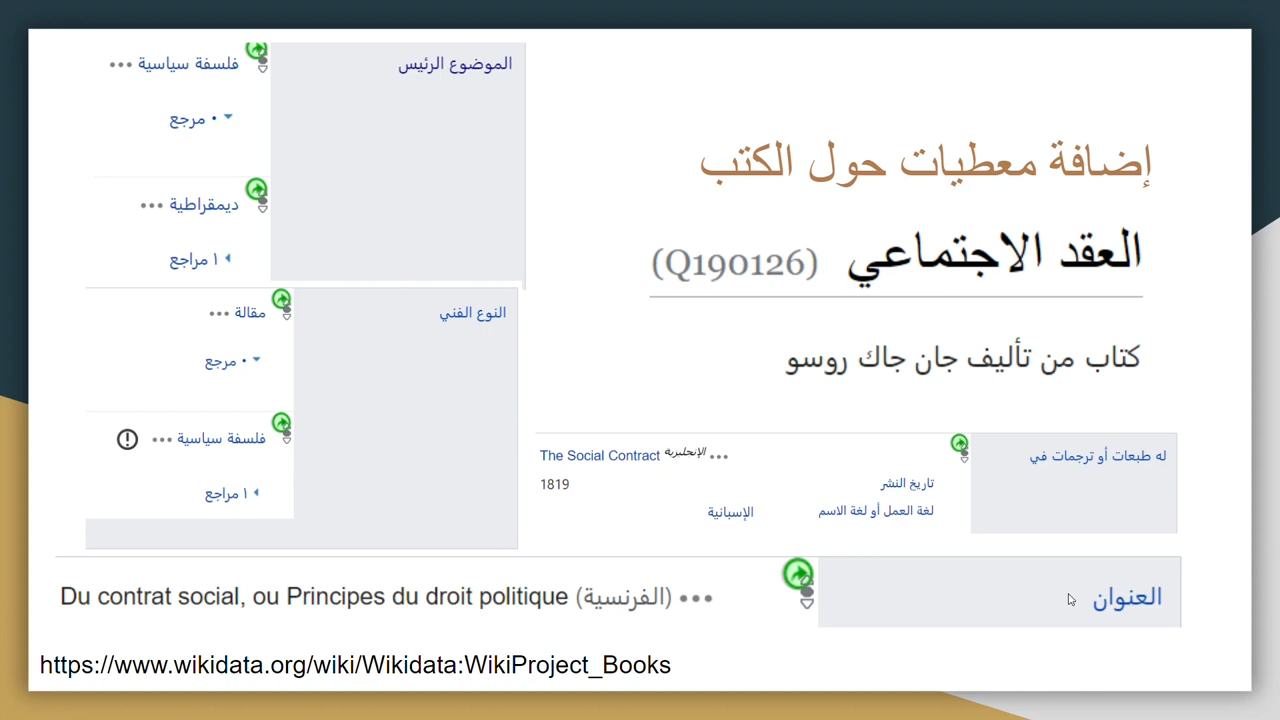 إضافة معطيات حول الكتب
العقد الاجتماعي (Q190126)
كتاب من تأليف جان جاك روسو
الموضوع الرئيس
فلسفة سياسية •••
• مرجع
ديمقراطية •••
١ مراجع
النوع الفني
مقالة •••
• مرجع
فلسفة سياسية •••
١ مراجع
له طبعات أو ترجمات في
The Social Contract الإنجليزية •••
تاريخ النشر 1819
لغة العمل أو لغة الاسم الإسبانية
العنوان
Du contrat social, ou Principes du droit politique (الفرنسية) •••
https://www.wikidata.org/wiki/Wikidata:WikiProject_Books